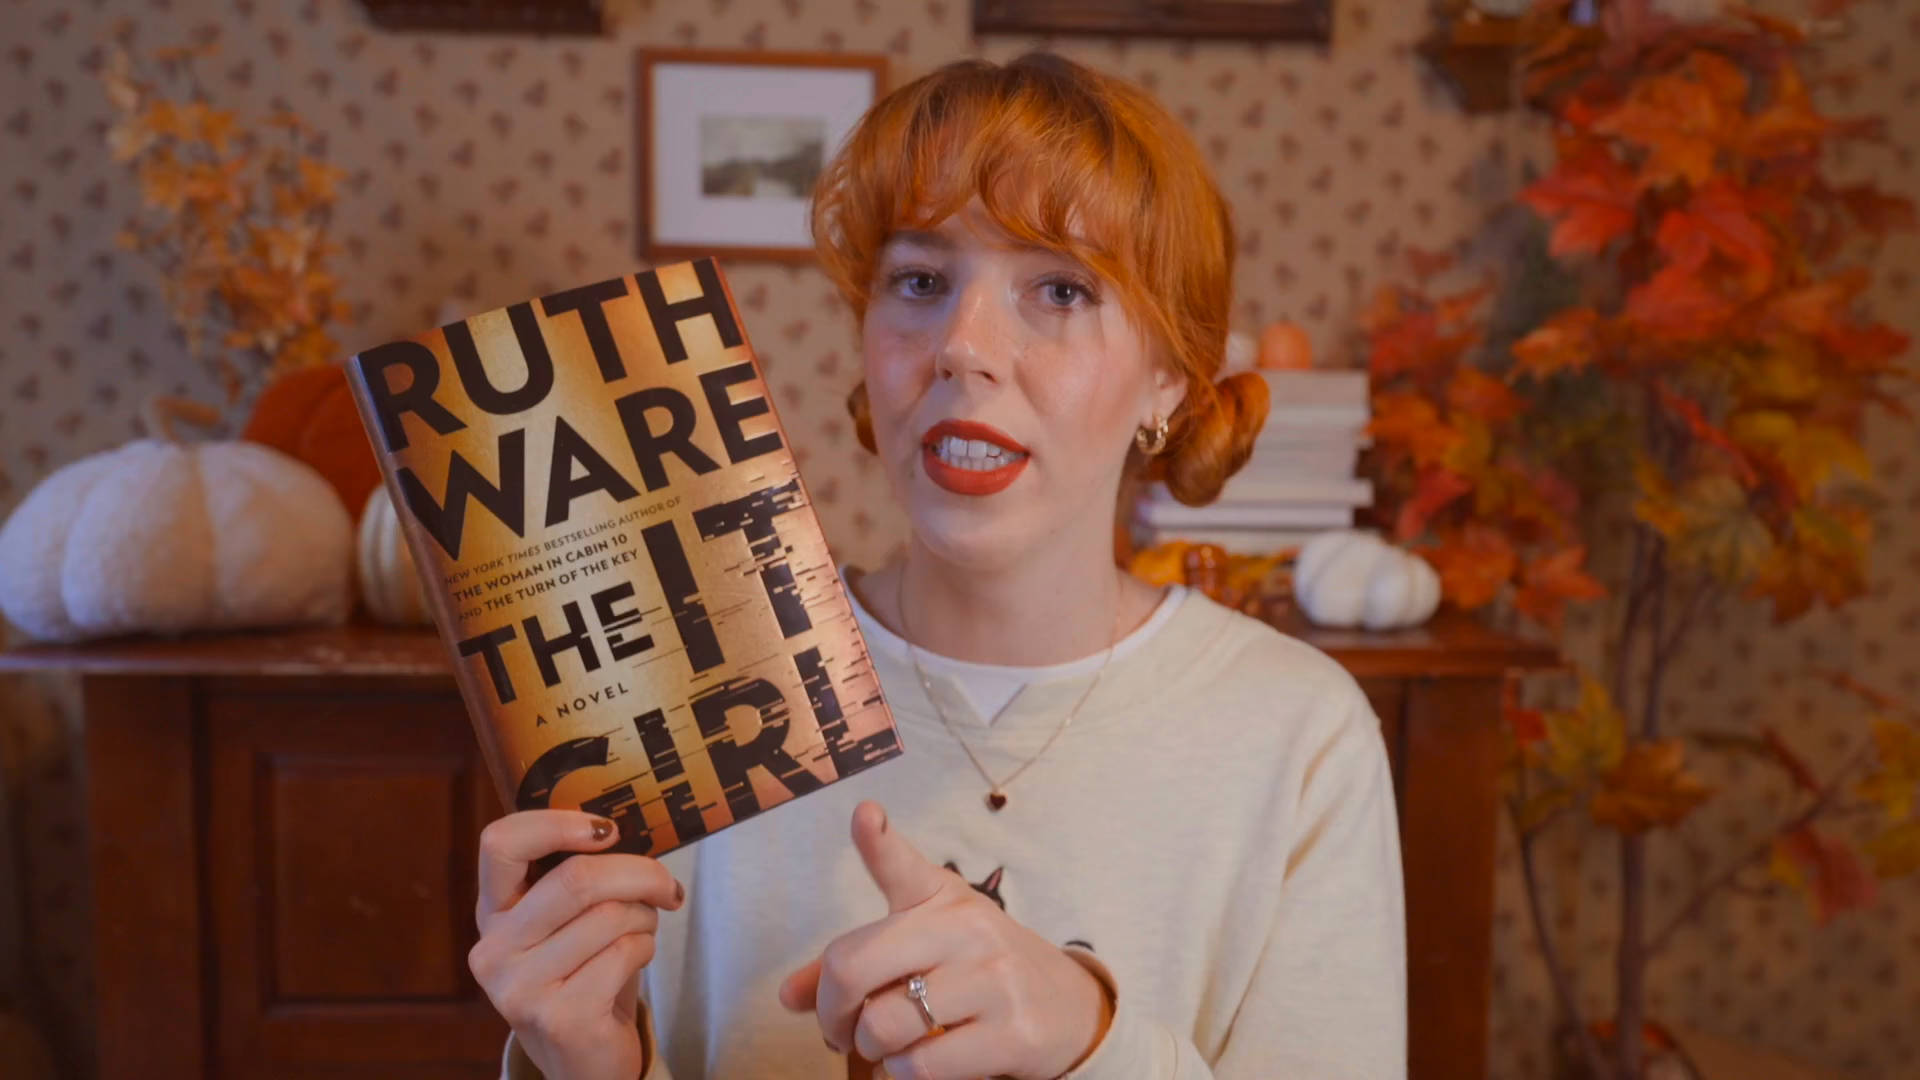 RUTH
WARE
NEW YORK TIMES BESTSELLING AUTHOR OF
THE WOMAN IN CABIN 10
AND THE TURN OF THE KEY
THE IT
A NOVEL
GIRL